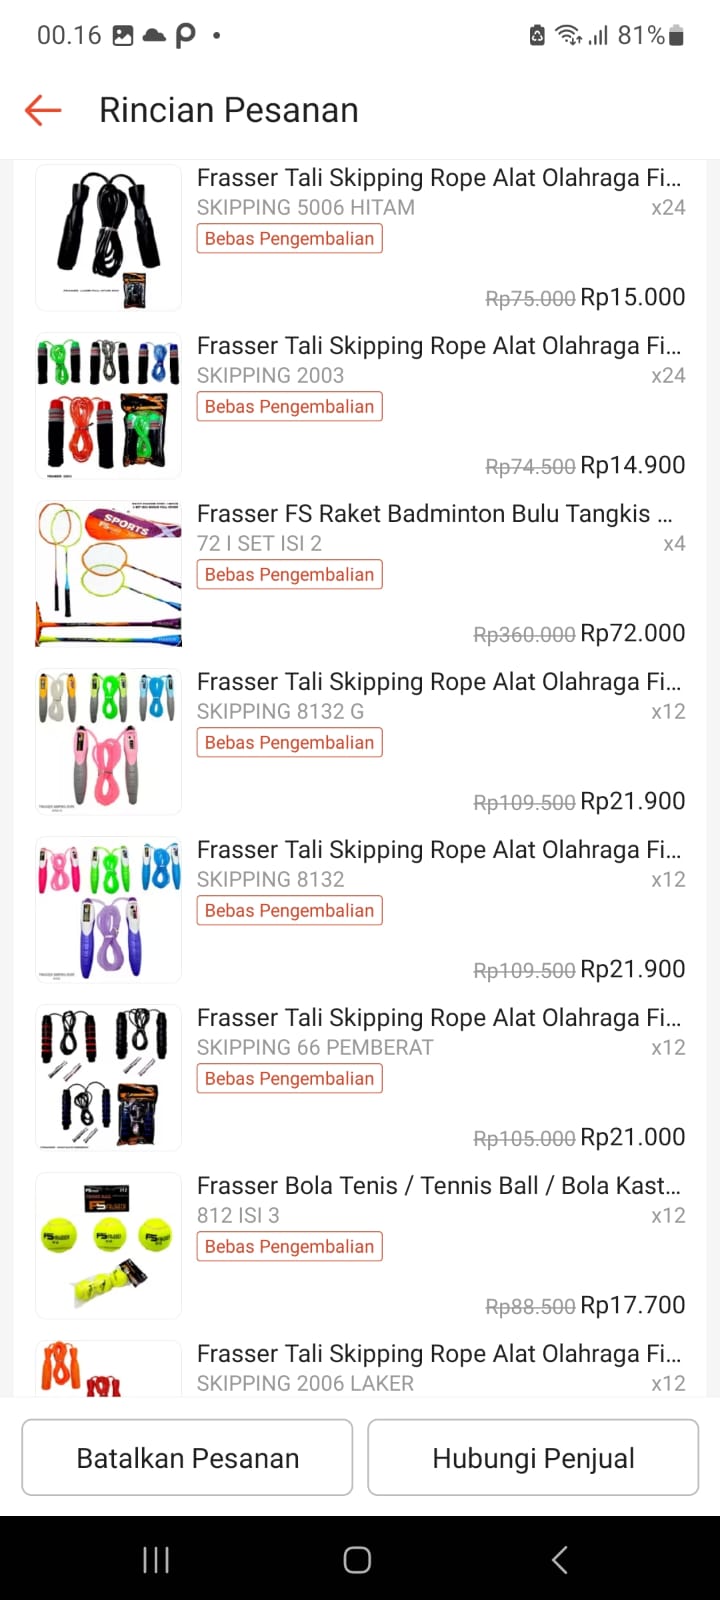 00.16
81%
Rincian Pesanan
Frasser Tali Skipping Rope Alat Olahraga Fi...
SKIPPING 5006 HITAM x24
Bebas Pengembalian
Rp75.000 Rp15.000
Frasser Tali Skipping Rope Alat Olahraga Fi...
SKIPPING 2003 x24
Bebas Pengembalian
Rp74.500 Rp14.900
SPORTS
Frasser FS Raket Badminton Bulu Tangkis ...
72 I SET ISI 2 x4
Bebas Pengembalian
Rp360.000 Rp72.000
Frasser Tali Skipping Rope Alat Olahraga Fi...
SKIPPING 8132 G x12
Bebas Pengembalian
Rp109.500 Rp21.900
Frasser Tali Skipping Rope Alat Olahraga Fi...
SKIPPING 8132 x12
Bebas Pengembalian
Rp109.500 Rp21.900
Frasser Tali Skipping Rope Alat Olahraga Fi...
SKIPPING 66 PEMBERAT x12
Bebas Pengembalian
Rp105.000 Rp21.000
Frasser Bola Tenis / Tennis Ball / Bola Kast...
812 ISI 3 x12
Bebas Pengembalian
Rp88.500 Rp17.700
Frasser Tali Skipping Rope Alat Olahraga Fi...
SKIPPING 2006 LAKER x12
Batalkan Pesanan
Hubungi Penjual